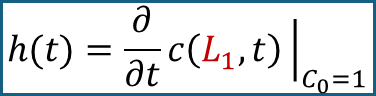 h(t) = ∂/∂t c(L₁,t) |_{C₀=1}